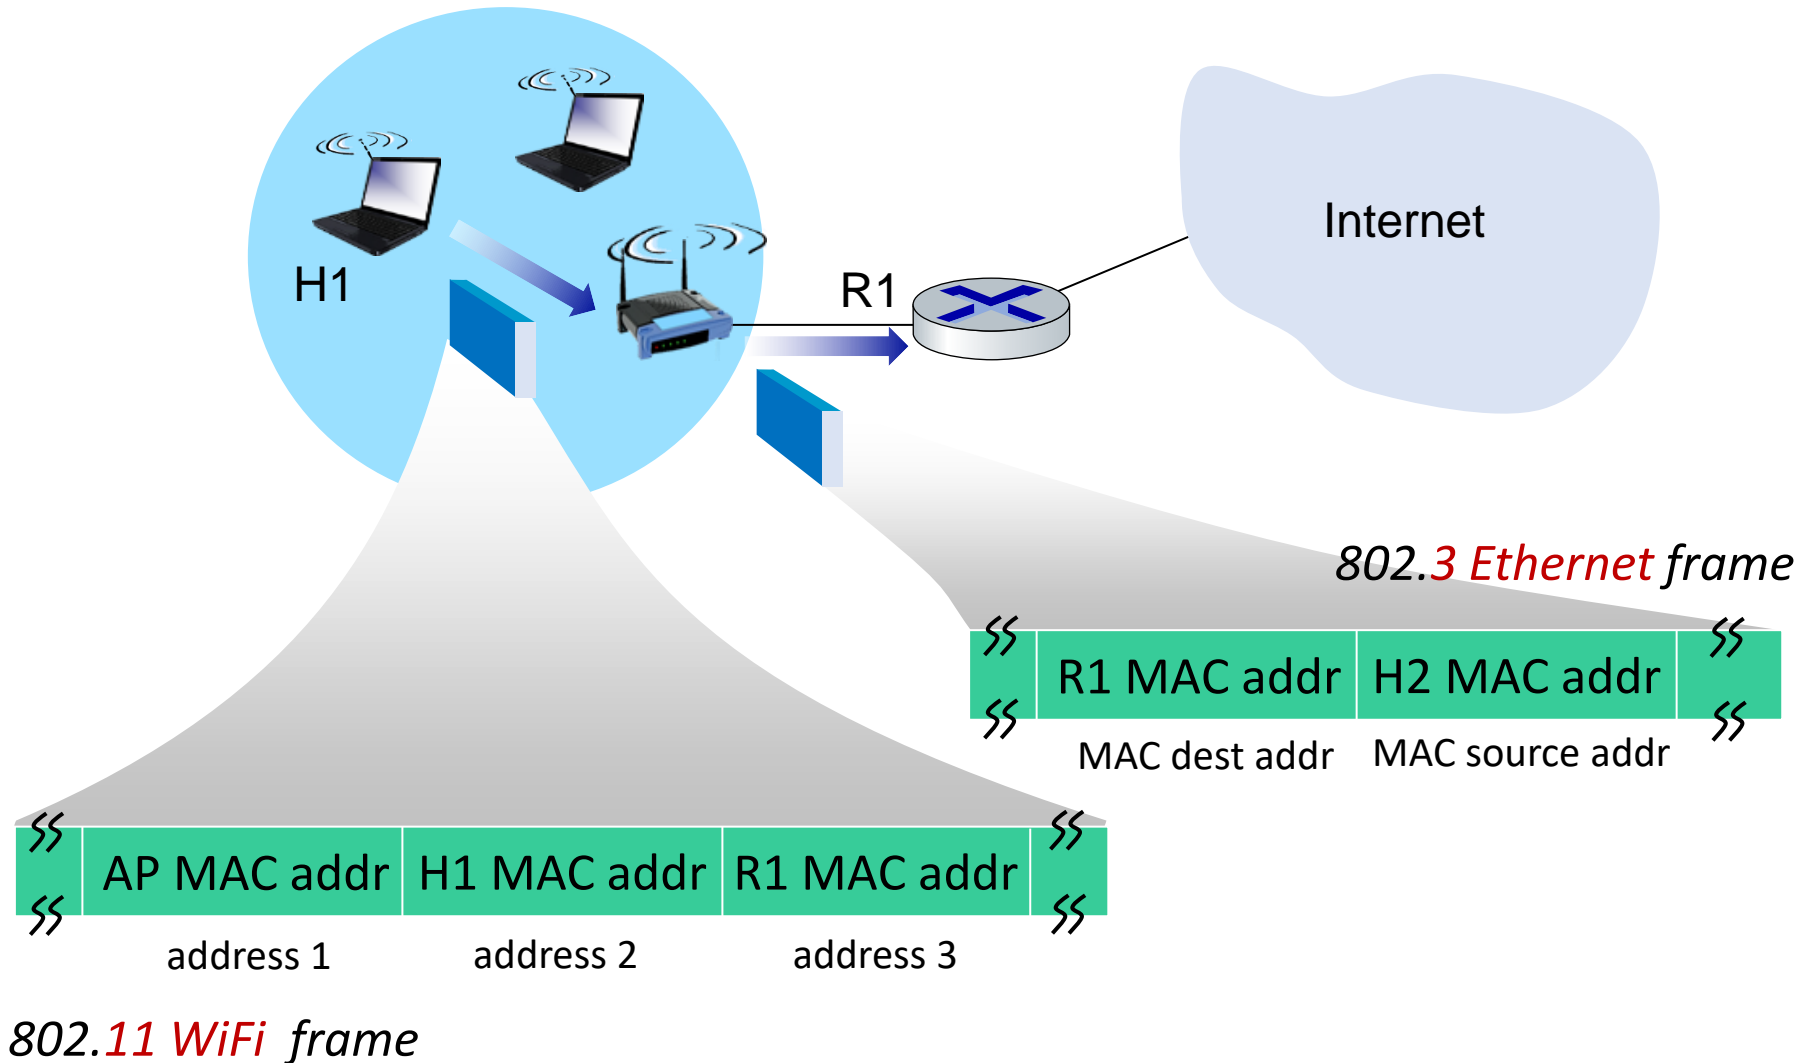 H1
R1
Internet
802.3 Ethernet frame
R1 MAC addr
H2 MAC addr
MAC dest addr
MAC source addr
AP MAC addr
H1 MAC addr
R1 MAC addr
address 1
address 2
address 3
802.11 WiFi frame